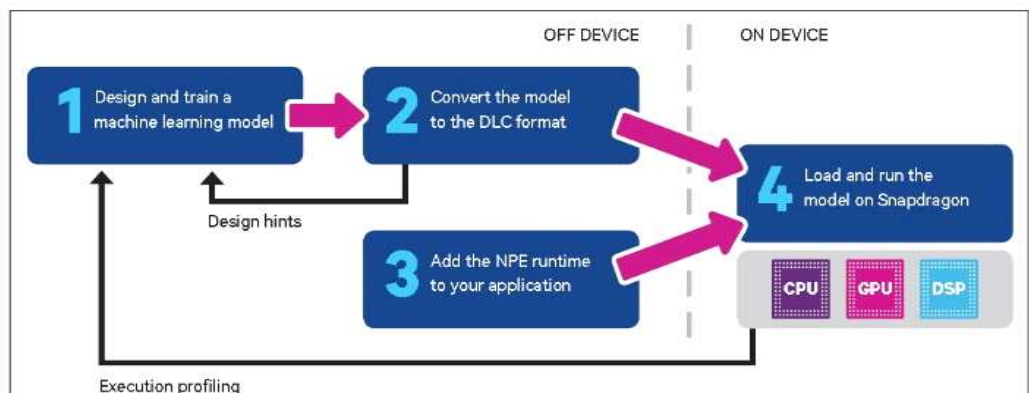 OFF DEVICE
ON DEVICE
1 Design and train a
machine learning model
2 Convert the model
to the DLC format
Design hints
3 Add the NPE runtime
to your application
4 Load and run the
model on Snapdragon
CPU GPU DSP
Execution profiling